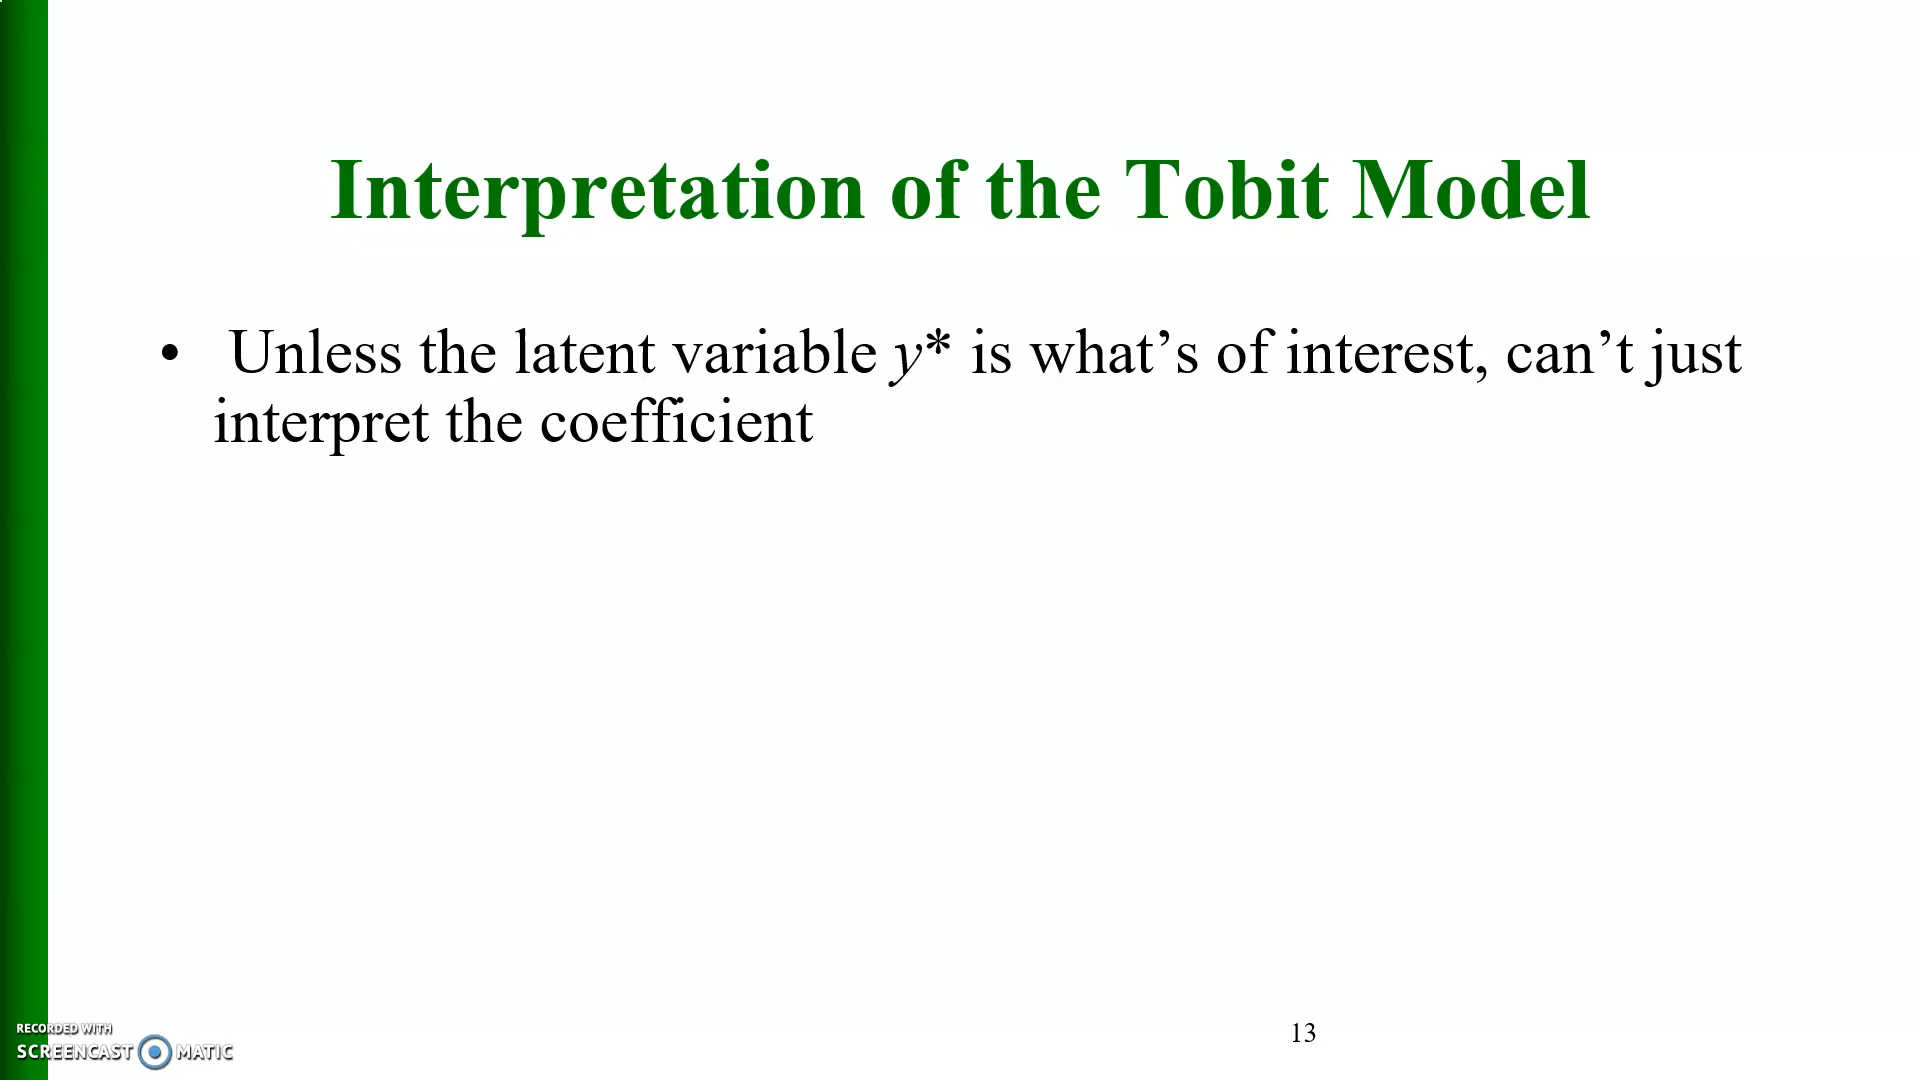 Interpretation of the Tobit Model
• Unless the latent variable y* is what’s of interest, can’t just
interpret the coefficient
RECORDED WITH
SCREENCAST MATIC
13